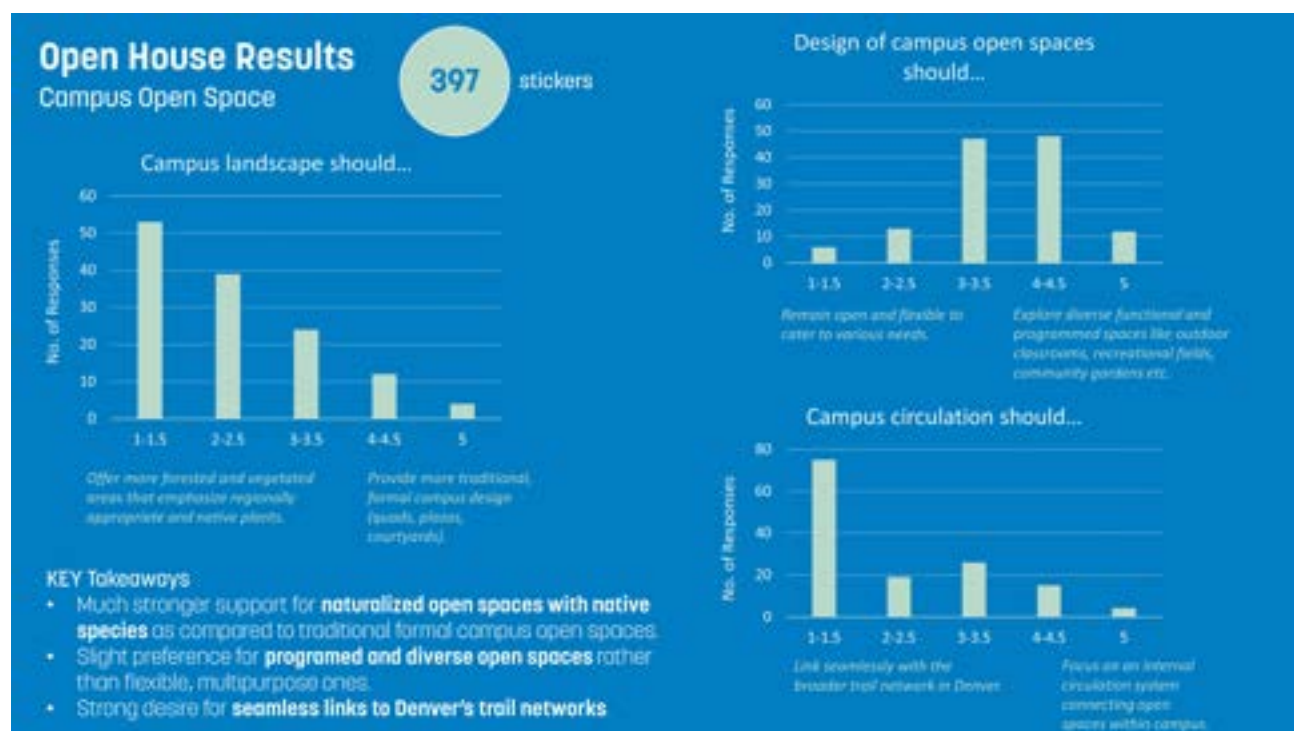 Open House Results
Campus Open Space
397
stickers
Campus landscape should...
No. of Responses
60
50
40
30
20
10
0
1-1.5 2-2.5 3-3.5 4-4.5 5
Offer more forested and vegetated
areas that emphasize regionally
appropriate and native plants.
Provide more traditional,
formal campus design
(quads, plazas,
courtyards)
KEY Takeaways
• Much stronger support for naturalized open spaces with native
species as compared to traditional formal campus open spaces.
• Slight preference for programed and diverse open spaces rather
than flexible, multipurpose ones.
• Strong desire for seamless links to Denver's trail networks
Design of campus open spaces
should...
No. of Responses
60
50
40
30
20
10
0
1-1.5 2-2.5 3-3.5 4-4.5 5
Remain open and flexible to
cater to various needs.
Explore diverse functional and
programmed spaces like outdoor
classrooms, recreational fields,
community gardens etc.
Campus circulation should...
No. of Responses
80
60
40
20
0
1-1.5 2-2.5 3-3.5 4-4.5 5
Link seamlessly with the
broader trail network in Denver
Focus on an internal
circulation system
connecting open
spaces within campus.